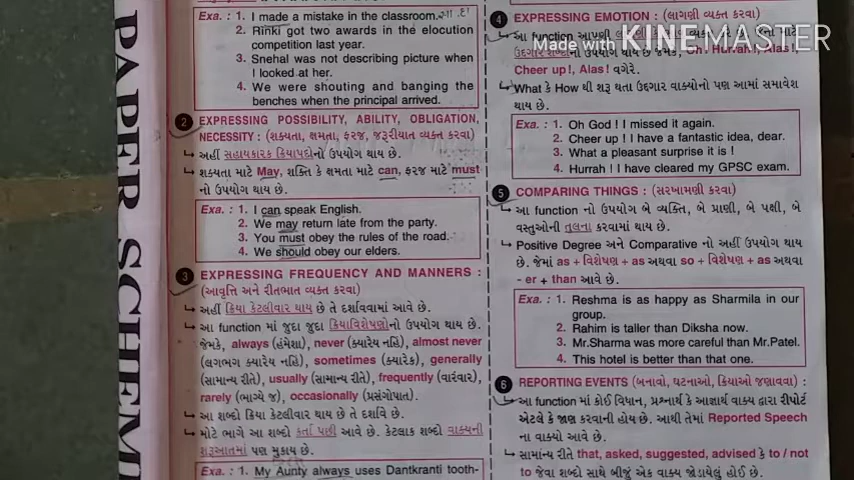 PAPER SCHEME
Exa. : 1. I made a mistake in the classroom.
2. Rinki got two awards in the elocution
competition last year.
3. Snehal was not describing picture when
I looked at her.
4. We were shouting and banging the
benches when the principal arrived.
2 EXPRESSING POSSIBILITY, ABILITY, OBLIGATION,
NECESSITY : (શક્યતા, ક્ષમતા, ફરજ, જરૂરીયાત વ્યક્ત કરવા)
અહીં સહાયકારક ક્રિયાપદોનો ઉપયોગ થાય છે.
શક્યતા માટે May, શક્તિ કે ક્ષમતા માટે can, ફરજ માટે must
નો ઉપયોગ થાય છે.
Exa. : 1. I can speak English.
2. We may return late from the party.
3. You must obey the rules of the road.
4. We should obey our elders.
3 EXPRESSING FREQUENCY AND MANNERS :
(આવૃત્તિ અને રીતભાત વ્યક્ત કરવા)
અહીં ક્રિયા કેટલીવાર થાય છે તે દર્શાવવામાં આવે છે.
આ function માં જુદા જુદા ક્રિયાવિશેષણોનો ઉપયોગ થાય છે.
જેમકે, always (હંમેશા), never (ક્યારેય નહિ), almost never
(લગભગ ક્યારેય નહિ), sometimes (ક્યારેક), generally
(સામાન્ય રીતે), usually (સામાન્ય રીતે), frequently (વારંવાર),
rarely (ભાગ્યે જ), occasionally (પ્રસંગોપાત).
આ શબ્દો ક્રિયા કેટલીવાર થાય છે તે દર્શાવે છે.
મોટે ભાગે આ શબ્દો કર્તા પછી આવે છે. કેટલાક શબ્દો વાક્યની
શરૂઆતમાં પણ મુકાય છે.
Exa. : 1. My Aunty always uses Dantkranti tooth-
4 EXPRESSING EMOTION : (લાગણી વ્યક્ત કરવા)
Made with KINEMASTER
આ function આપણી
ઉદગાર શબ્દોનો ઉપયોગ થાય છે જેમકે, Oh ! Hurrah!, Alas!,
Cheer up!, Alas! વગેરે.
What કે How થી શરૂ થતા ઉદગાર વાક્યોનો પણ આમાં સમાવેશ
થાય છે.
Exa. : 1. Oh God ! I missed it again.
2. Cheer up ! I have a fantastic idea, dear.
3. What a pleasant surprise it is !
4. Hurrah ! I have cleared my GPSC exam.
5 COMPARING THINGS : (સરખામણી કરવા)
આ function નો ઉપયોગ બે વ્યક્તિ, બે પ્રાણી, બે પક્ષી, બે
વસ્તુઓની તુલના કરવામાં થાય છે.
Positive Degree અને Comparative નો અહીં ઉપયોગ થાય
છે. જેમાં as + વિશેષણ + as અથવા so + વિશેષણ + as અથવા
- er + than આવે છે.
Exa. : 1. Reshma is as happy as Sharmila in our
group.
2. Rahim is taller than Diksha now.
3. Mr.Sharma was more careful than Mr.Patel.
4. This hotel is better than that one.
6 REPORTING EVENTS (બનાવો, ઘટનાઓ, ક્રિયાઓ જણાવવા) :
આ function માં કોઈ વિધાન, પ્રશ્નાર્થ કે આજ્ઞાર્થ વાક્ય દ્વારા રીપોર્ટ
એટલે કે જાણ કરવાની હોય છે. આથી તેમાં Reported Speech
ના વાક્યો આવે છે.
સામાન્ય રીતે that, asked, suggested, advised કે to / not
to જેવા શબ્દો સાથે બીજું એક વાક્ય જોડાયેલું હોઈ છે.